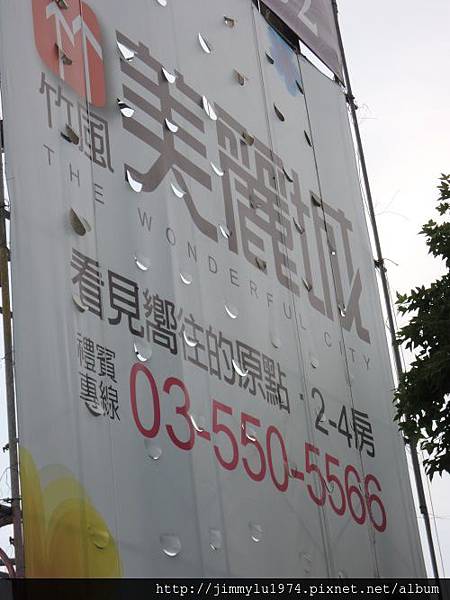 2
竹風
美麗城
THE WONDERFUL CITY
看見嚮往的原點・2-4房
禮賓
專線
03-550-5566
http://jimmylu1974.pixnet.net/album